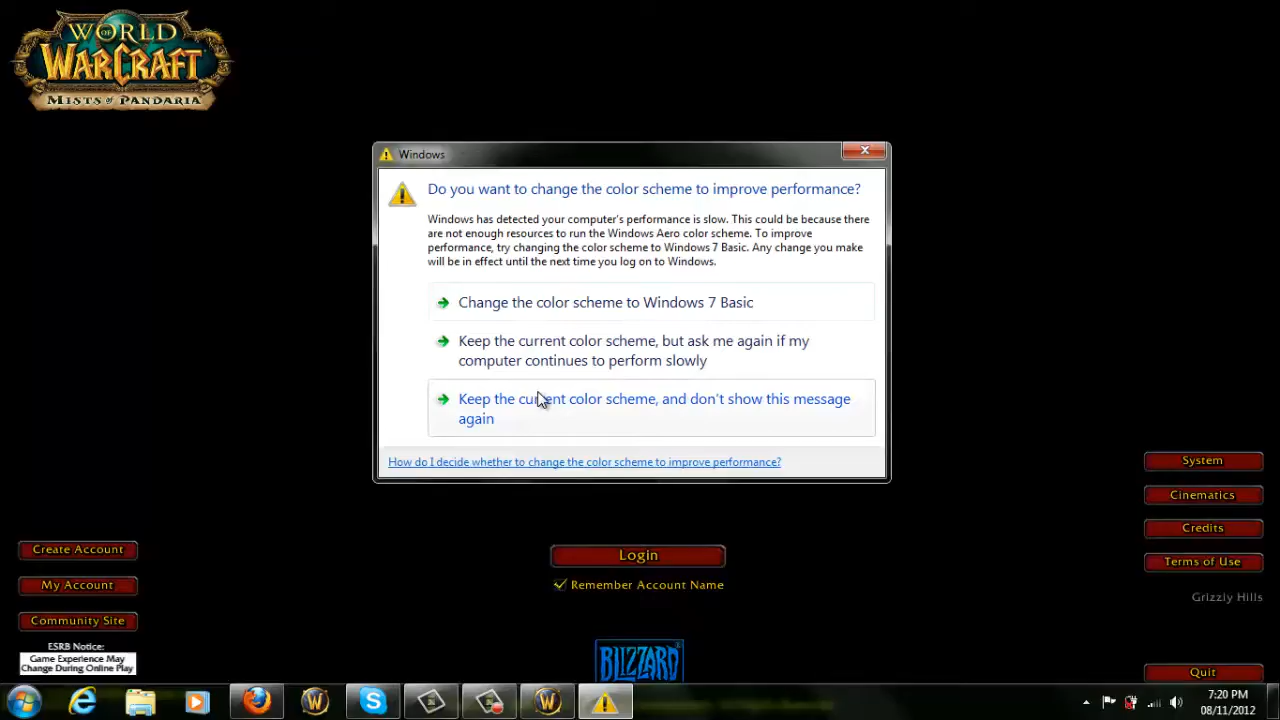 WORLD
OF
WARCRAFT
MISTS of PANDARIA
Windows
Do you want to change the color scheme to improve performance?
Windows has detected your computer's performance is slow. This could be because there
are not enough resources to run the Windows Aero color scheme. To improve
performance, try changing the color scheme to Windows 7 Basic. Any change you make
will be in effect until the next time you log on to Windows.
Change the color scheme to Windows 7 Basic
Keep the current color scheme, but ask me again if my
computer continues to perform slowly
Keep the current color scheme, and don't show this message
again
How do I decide whether to change the color scheme to improve performance?
System
Cinematics
Credits
Terms of Use
Grizzly Hills
Quit
Create Account
My Account
Community Site
ESRB Notice:
Game Experience May
Change During Online Play
Login
Remember Account Name
BLIZZARD
7:20 PM
08/11/2012